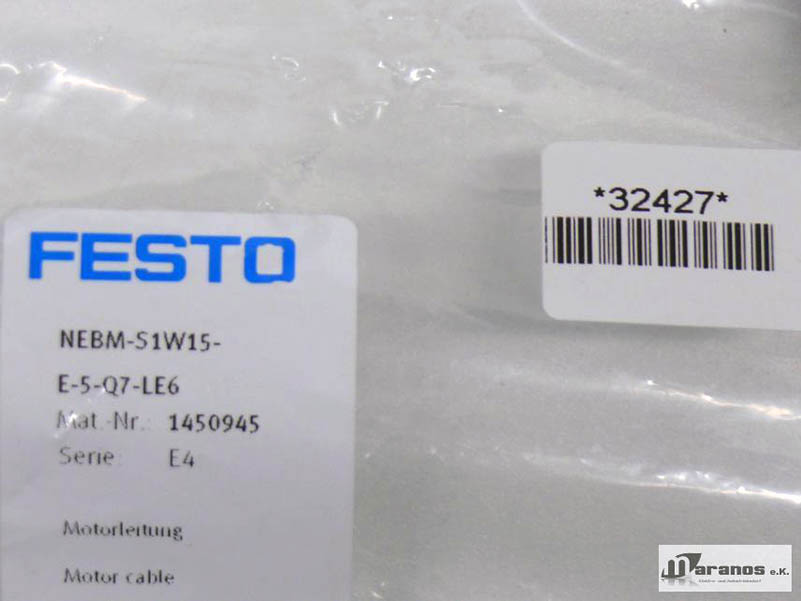 FESTO
NEBM-S1W15-
E-5-Q7-LE6
Mat.-Nr.: 1450945
Serie: E4
Motorleitung
Motor cable
*32427*
Maranos e.K.